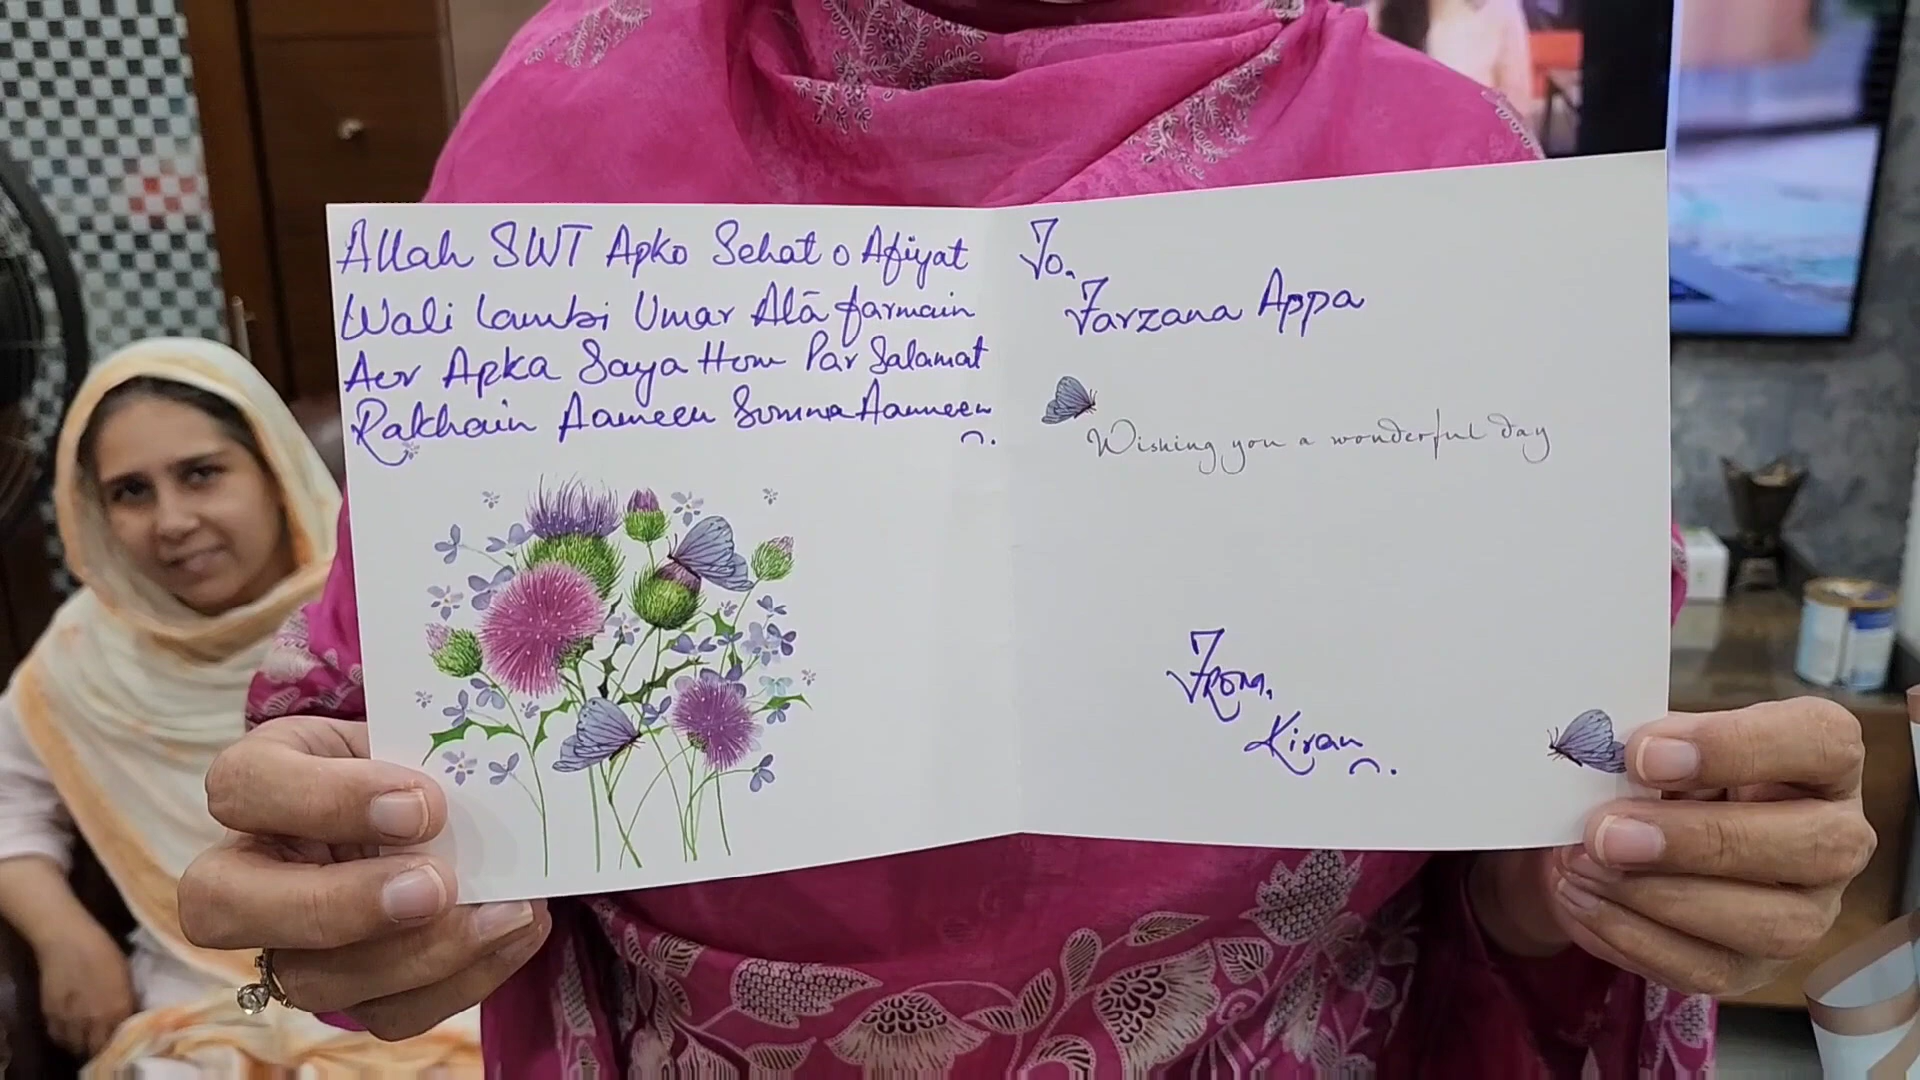 Allah SWT Apko Sehat o Afiyat
Wali Lambi Umar Atā farmain
Aor Apka Saya Hum Par Salamat
Rakhain Aameen Summa Aameen
To,
Farzana Appa
Wishing you a wonderful day
From,
Kiran